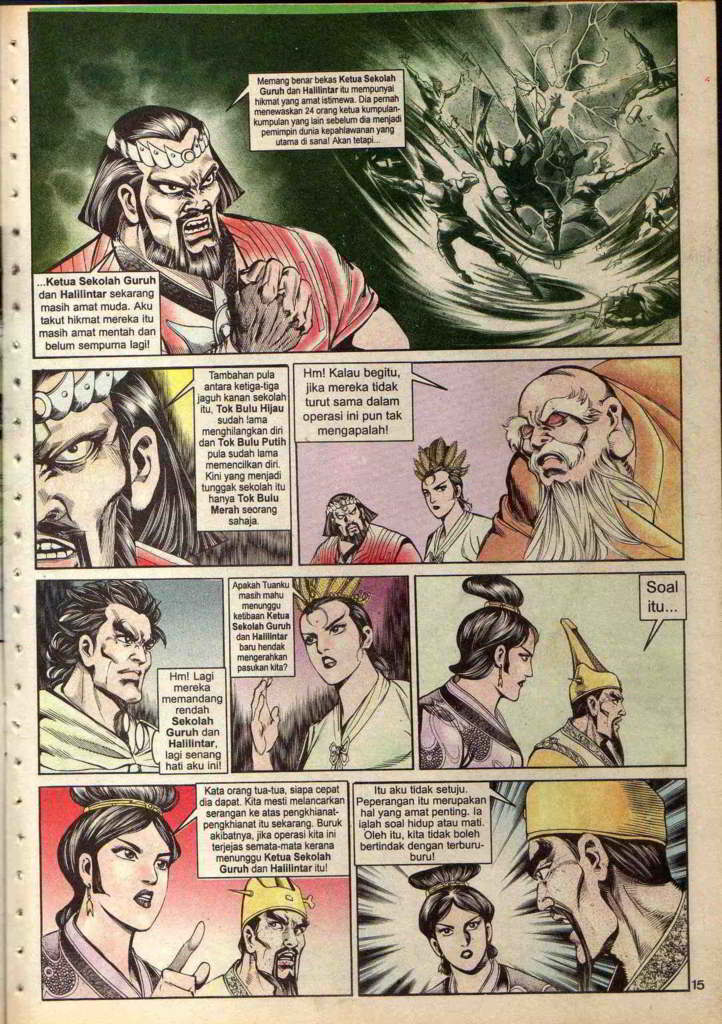 Memang benar bekas Ketua Sekolah
Guruh dan Halilintar itu mempunyai
hikmat yang amat istimewa. Dia pernah
menewaskan 24 orang ketua kumpulan-
kumpulan yang lain sebelum dia menjadi
pemimpin dunia kepahlawanan yang
utama di sana! Akan tetapi...
...Ketua Sekolah Guruh
dan Halilintar sekarang
masih amat muda. Aku
takut hikmat mereka itu
masih amat mentah dan
belum sempurna lagi!
Tambahan pula
antara ketiga-tiga
jaguh kanan sekolah
itu, Tok Bulu Hijau
sudah lama
menghilangkan diri
dan Tok Bulu Putih
pula sudah lama
memencilkan diri.
Kini yang menjadi
tunggak sekolah itu
hanya Tok Bulu
Merah seorang
sahaja.
Hm! Kalau begitu,
jika mereka tidak
turut sama dalam
operasi ini pun tak
mengapalah!
Hm! Lagi
mereka
memandang
rendah
Sekolah
Guruh dan
Halilintar,
lagi senang
hati aku ini!
Apakah Tuanku
masih mahu
menunggu
ketibaan Ketua
Sekolah Guruh
dan Halilintar
baru hendak
mengerahkan
pasukan kita?
Soal
itu...
Kata orang tua-tua, siapa cepat
dia dapat. Kita mesti melancarkan
serangan ke atas pengkhianat-
pengkhianat itu sekarang. Buruk
akibatnya, jika operasi kita ini
terjejas semata-mata kerana
menunggu Ketua Sekolah
Guruh dan Halilintar itu!
Itu aku tidak setuju.
Peperangan itu merupakan
hal yang amat penting. Ia
ialah soal hidup atau mati.
Oleh itu, kita tidak boleh
bertindak dengan terburu-
buru!
15